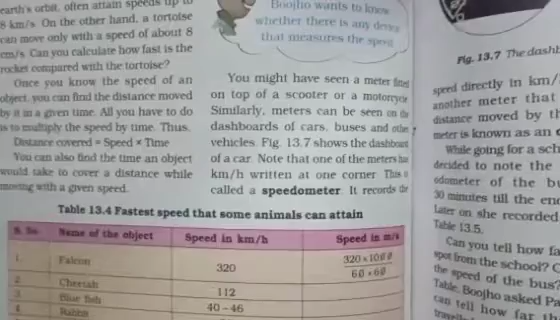 earth's orbit, often attain speeds up to
8 km/s. On the other hand, a tortoise
can move only with a speed of about 8
cm/s. Can you calculate how fast is the
rocket compared with the tortoise?
Once you know the speed of an
object, you can find the distance moved
by it in a given time. All you have to do
is to multiply the speed by time. Thus,
Distance covered = Speed × Time
You can also find the time an object
would take to cover a distance while
moving with a given speed.
Boojho wants to know
whether there is any device
that measures the speed
You might have seen a meter fitted
on top of a scooter or a motorcycle
Similarly, meters can be seen on the
dashboards of cars, buses and other
vehicles. Fig. 13.7 shows the dashboard
of a car. Note that one of the meters has
km/h written at one corner. This is
called a speedometer. It records the
Table 13.4 Fastest speed that some animals can attain
S. No. Name of the object Speed in km/h Speed in m/s
1. Falcon 320 320 × 1000
60 × 60
2. Cheetah 112
3. Blue fish 40 – 46
4. Rabbit
Fig. 13.7 The
speed directly in km/
another meter that
distance moved by
meter is known as an
While going for a
decided to note the
odometer of the
30 minutes till the
Later on she recorded
Table 13.5.
Can you tell how
spot from the school?
the speed of the bus?
Table, Boojho asked
can tell how far